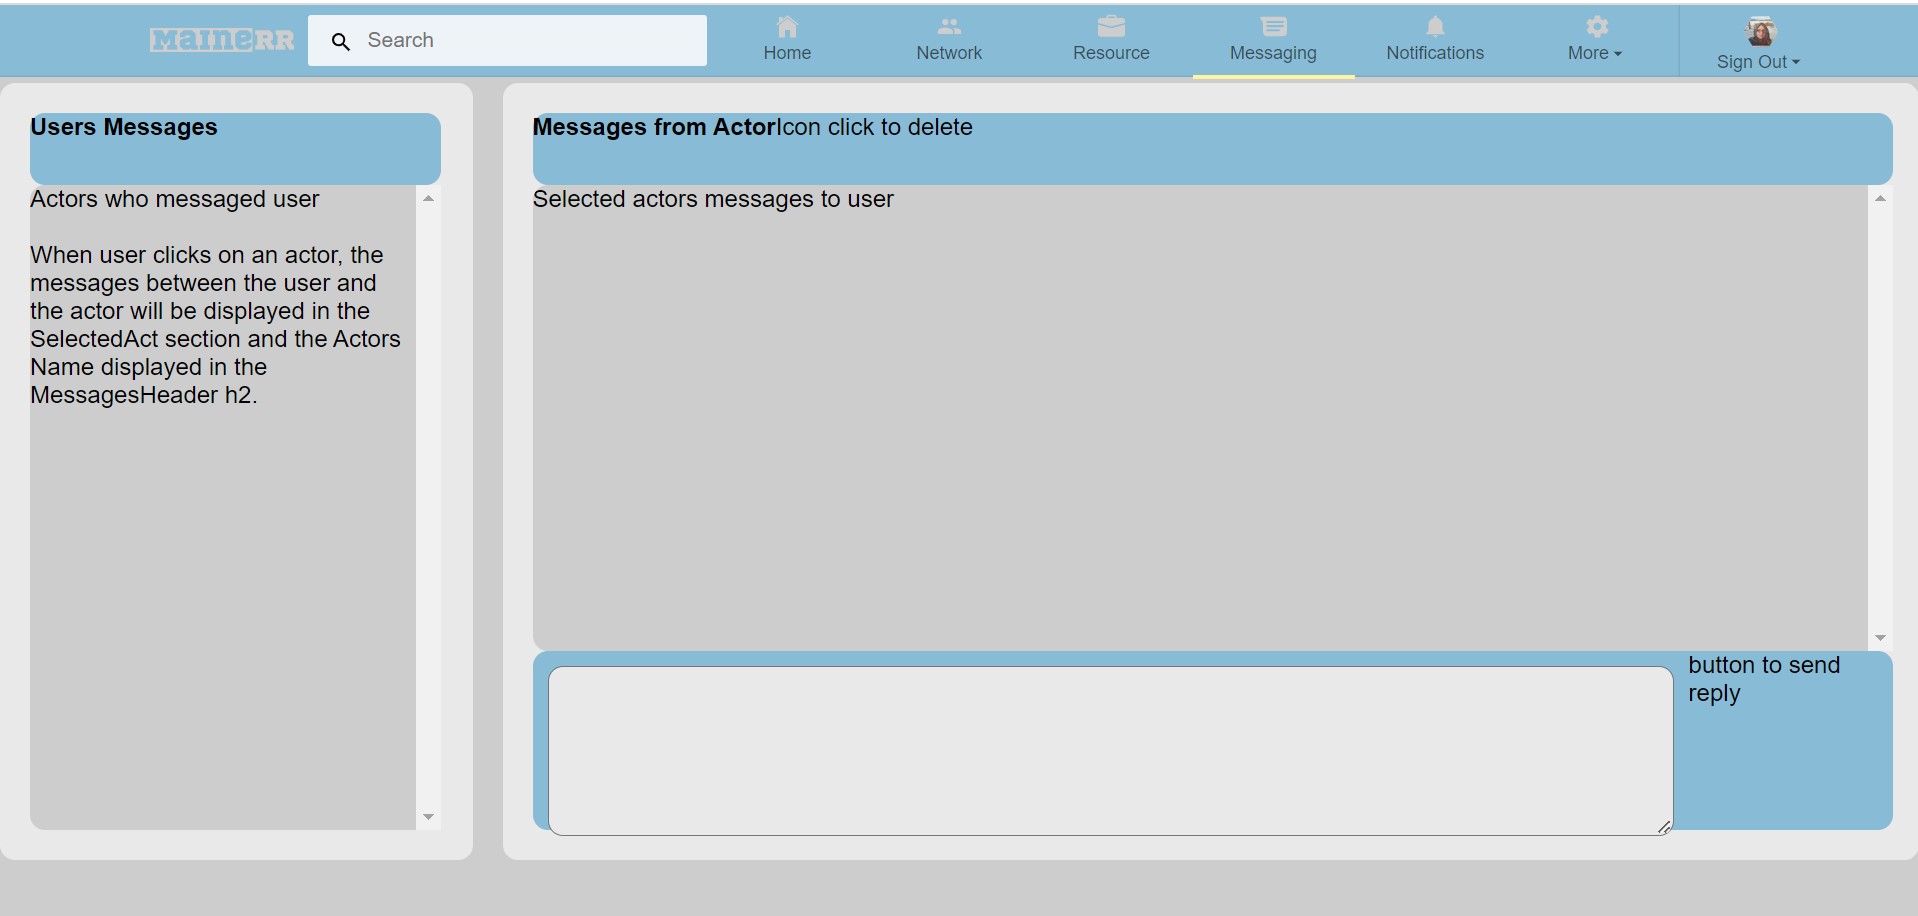 MaineRR
Search
Home
Network
Resource
Messaging
Notifications
More
Sign Out
Users Messages
Actors who messaged user
When user clicks on an actor, the
messages between the user and
the actor will be displayed in the
SelectedAct section and the Actors
Name displayed in the
MessagesHeader h2.
Messages from ActorIcon click to delete
Selected actors messages to user
button to send
reply